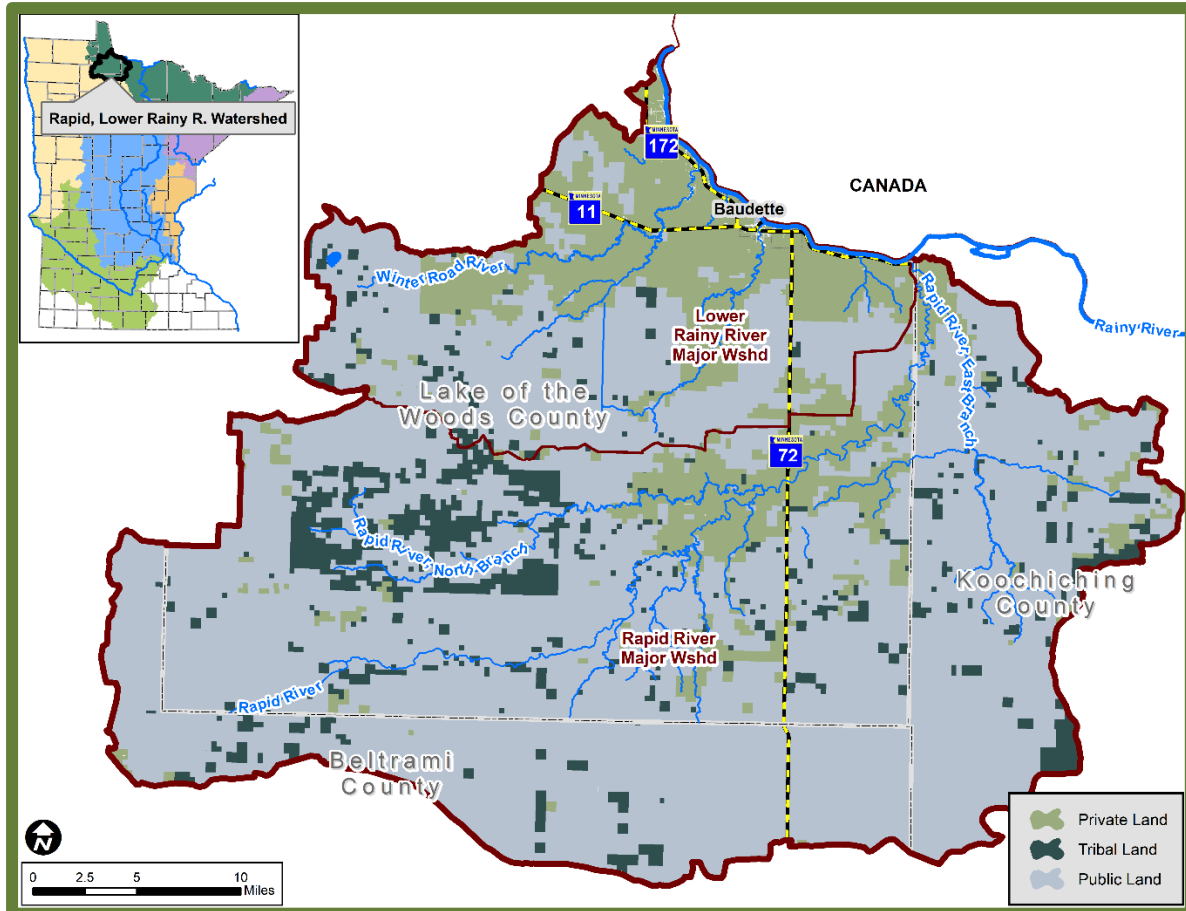 Rapid, Lower Rainy R. Watershed
MINNESOTA
172
CANADA
MINNESOTA
11
Baudette
Winter Road River
Rapid River, East Branch
Rainy River
Lower
Rainy River
Major Wshd
Lake of the
Woods County
MINNESOTA
72
Rapid River, North Branch
Koochiching
County
Rapid River
Major Wshd
Rapid River
Beltrami
County
N
0 2.5 5 10
Miles
Private Land
Tribal Land
Public Land